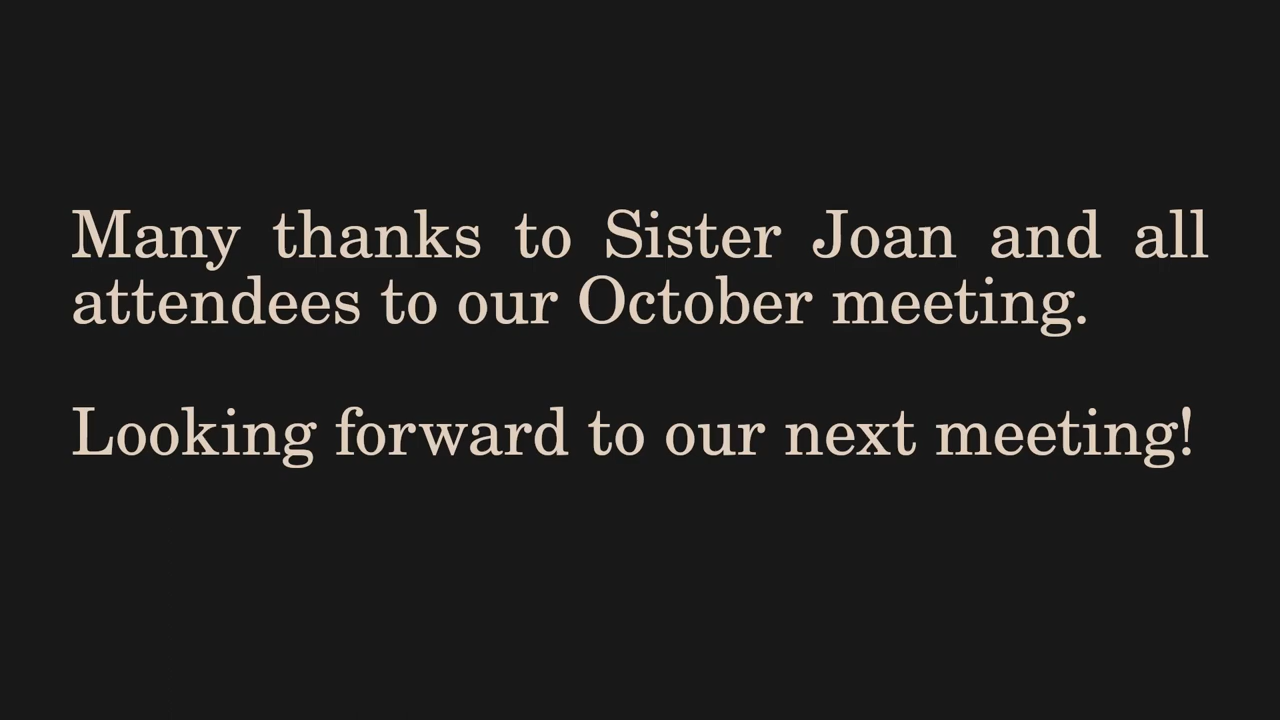 Many thanks to Sister Joan and all
attendees to our October meeting.
Looking forward to our next meeting!